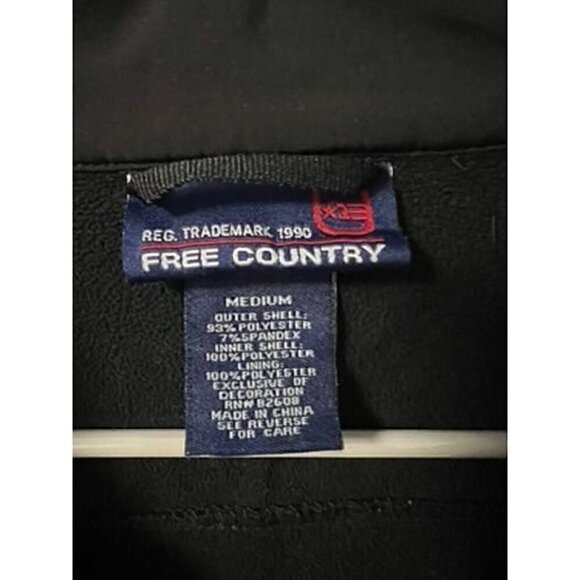 REG. TRADEMARK 1990
FREE COUNTRY
MEDIUM
OUTER SHELL:
93% POLYESTER
7% SPANDEX
INNER SHELL:
100% POLYESTER
LINING:
100% POLYESTER
EXCLUSIVE OF
DECORATION
RN# 82608
MADE IN CHINA
SEE REVERSE
FOR CARE